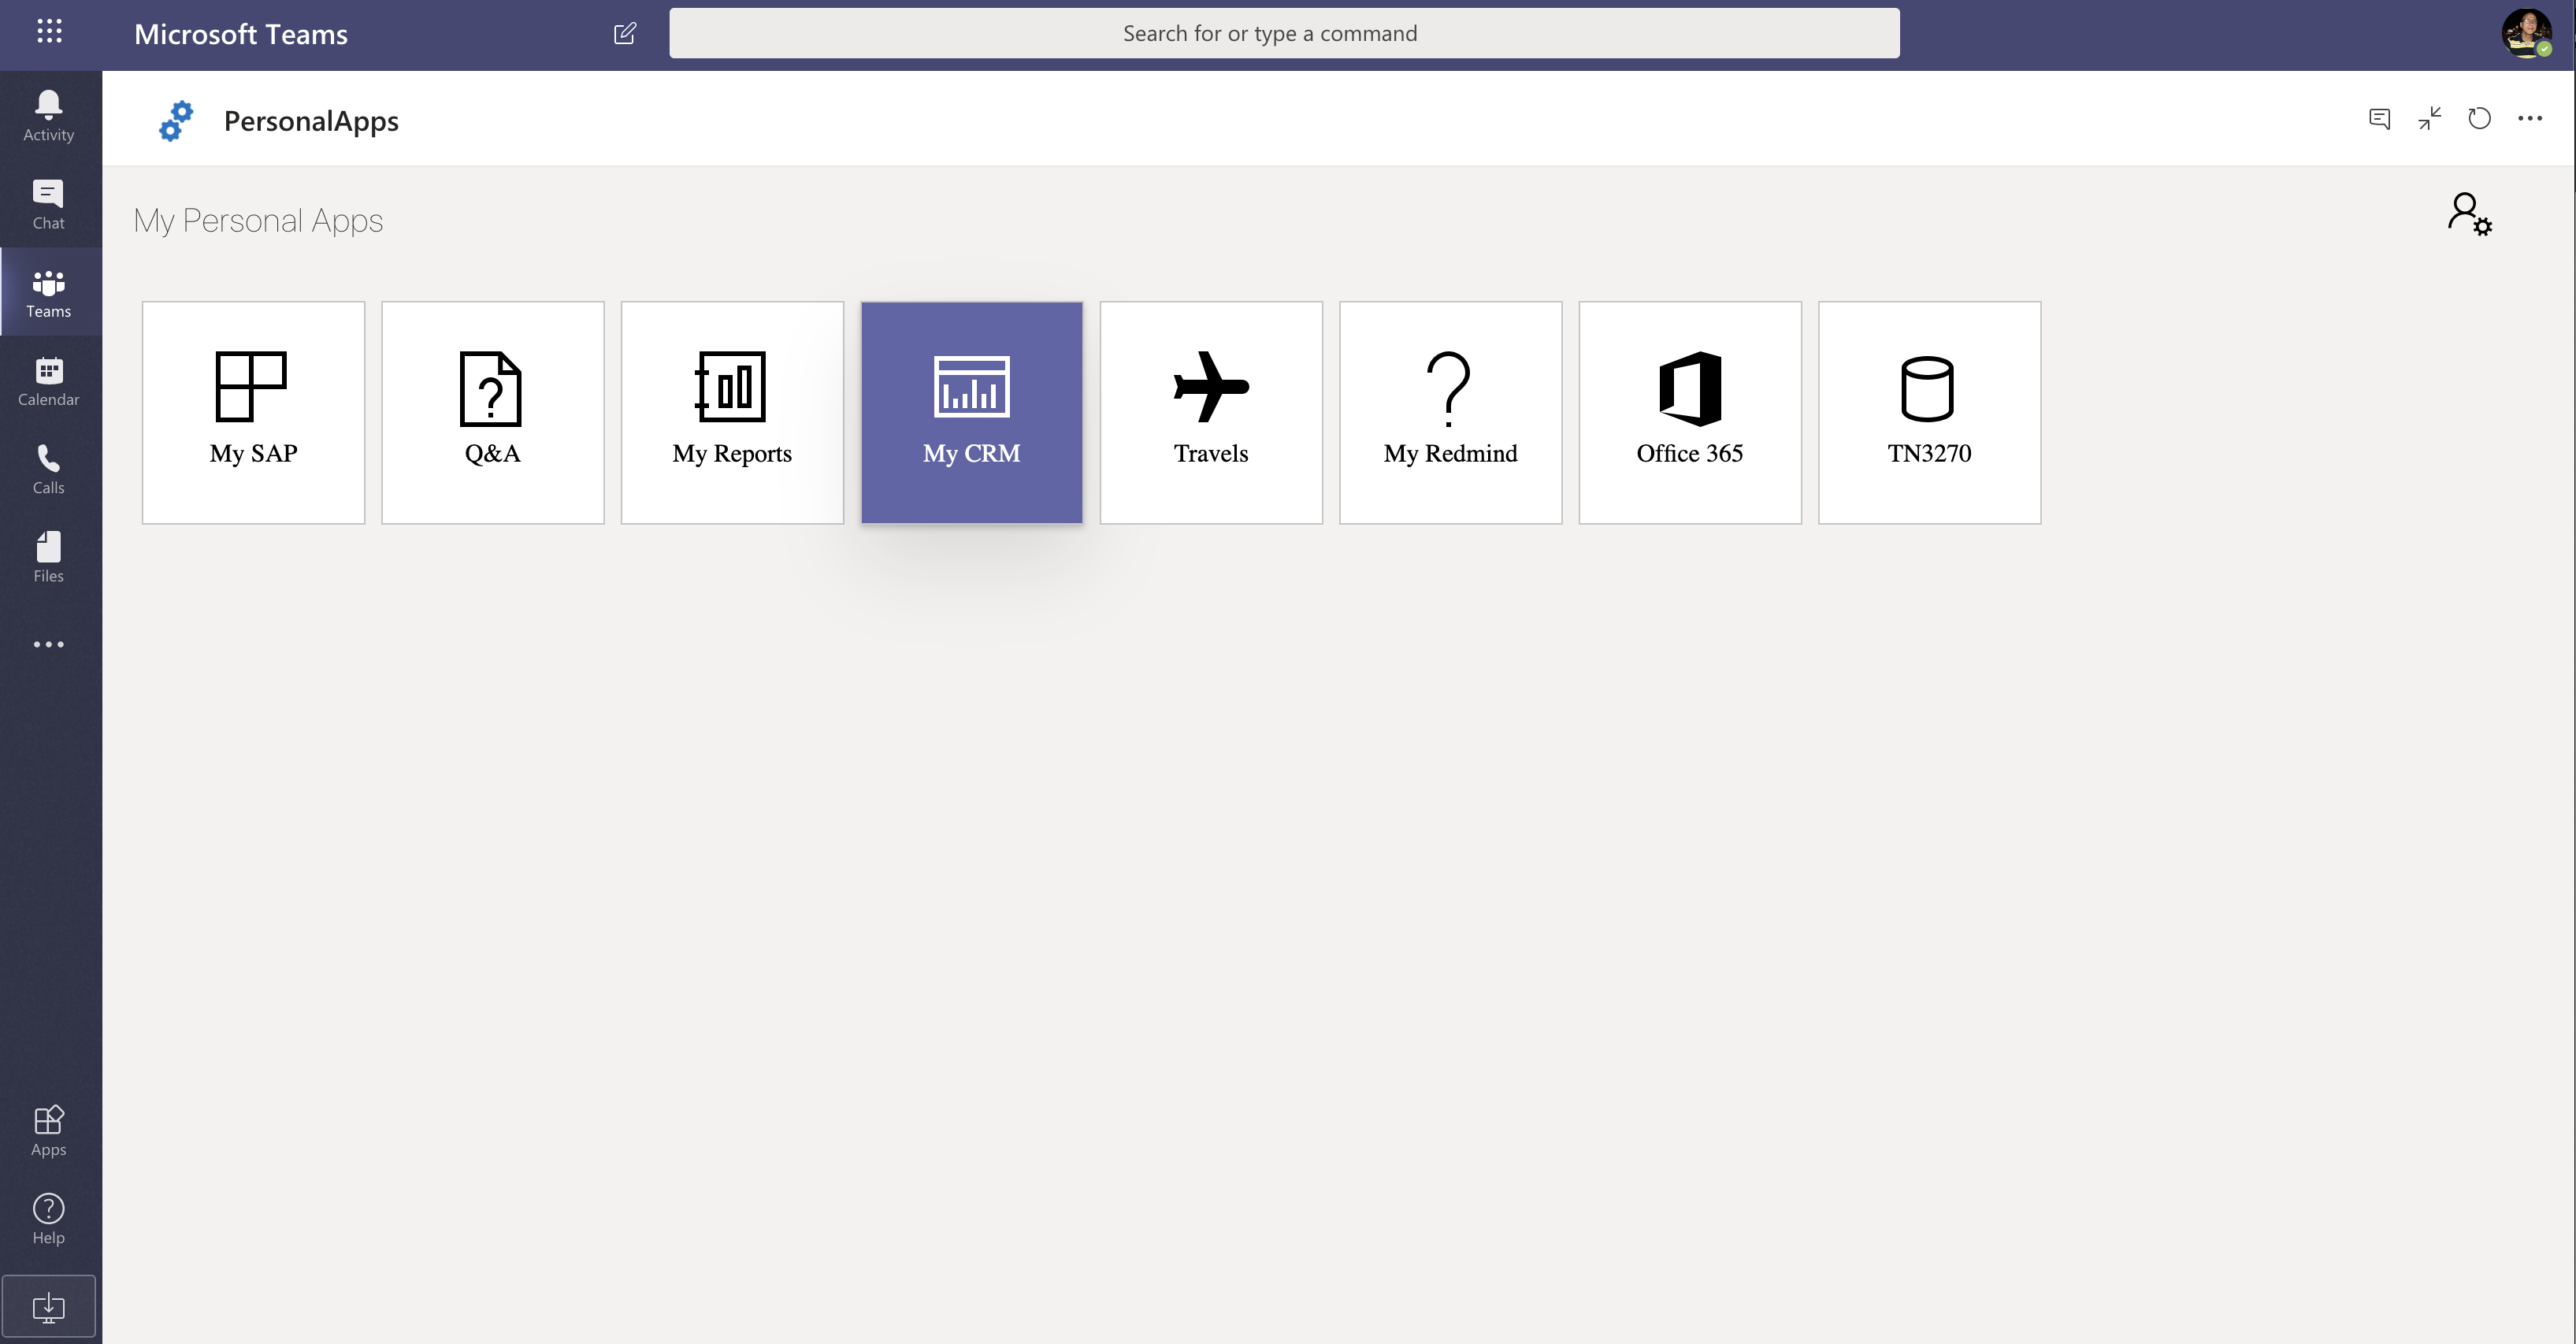 Microsoft Teams
Search for or type a command
Activity
Chat
Teams
Calendar
Calls
Files
Apps
Help
PersonalApps
My Personal Apps
My SAP
Q&A
My Reports
My CRM
Travels
My Redmind
Office 365
TN3270